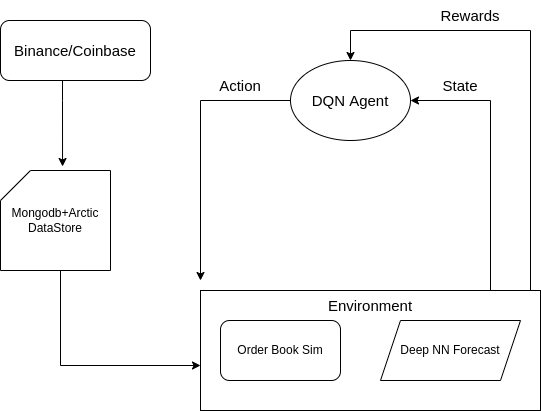 Rewards
Binance/Coinbase
Action
State
DQN Agent
Mongodb+Arctic
DataStore
Environment
Order Book Sim
Deep NN Forecast